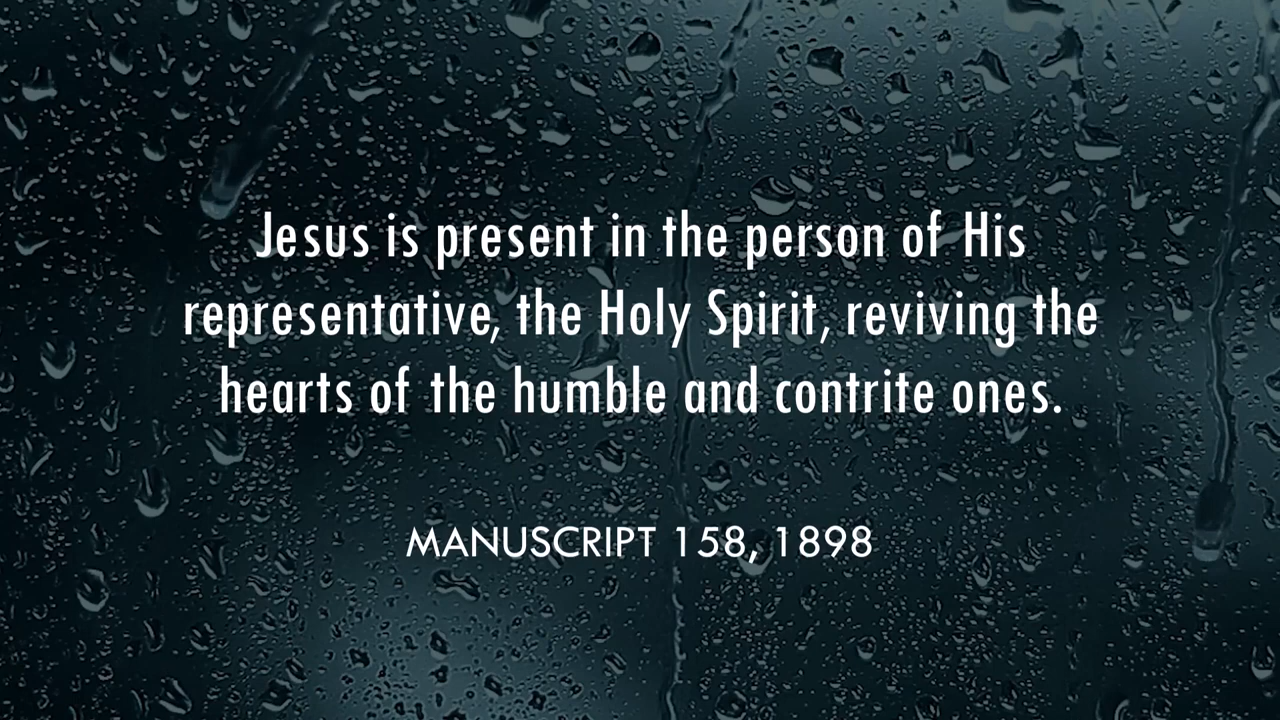 Jesus is present in the person of His
representative, the Holy Spirit, reviving the
hearts of the humble and contrite ones.
MANUSCRIPT 158, 1898